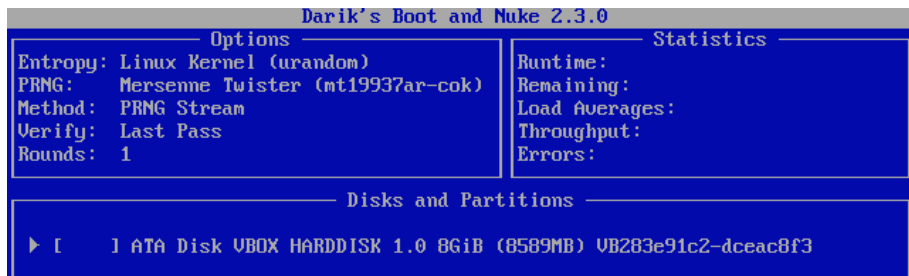 Darik's Boot and Nuke 2.3.0
Options
Entropy: Linux Kernel (urandom)
PRNG: Mersenne Twister (mt19937ar-cok)
Method: PRNG Stream
Verify: Last Pass
Rounds: 1
Statistics
Runtime:
Remaining:
Load Averages:
Throughput:
Errors:
Disks and Partitions
▶ [    ] ATA Disk VBOX HARDDISK 1.0 8GiB (8589MB) VB283e91c2-dceac8f3